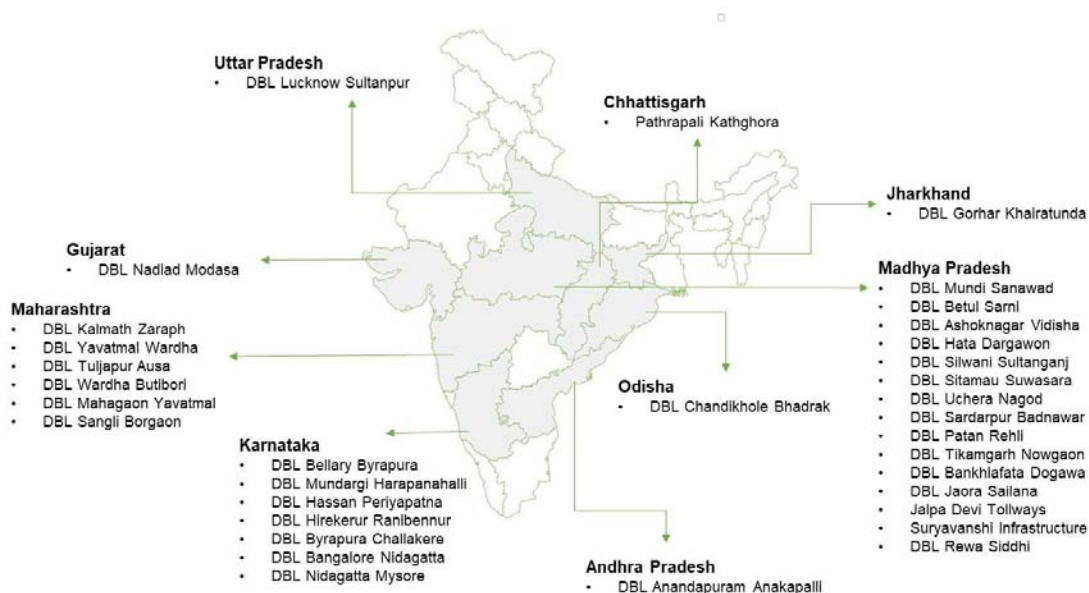 Uttar Pradesh
• DBL Lucknow Sultanpur
Chhattisgarh
• Pathrapali Kathghora
Jharkhand
• DBL Gorhar Khairatunda
Gujarat
• DBL Nadiad Modasa
Maharashtra
• DBL Kalmath Zaraph
• DBL Yavatmal Wardha
• DBL Tuljapur Ausa
• DBL Wardha Butibori
• DBL Mahagaon Yavatmal
• DBL Sangli Borgaon
Madhya Pradesh
• DBL Mundi Sanawad
• DBL Betul Sarni
• DBL Ashoknagar Vidisha
• DBL Hata Dargawon
• DBL Silwani Sultanganj
• DBL Sitamau Suwasara
• DBL Uchera Nagod
• DBL Sardarpur Badnawar
• DBL Patan Rehli
• DBL Tikamgarh Nowgaon
• DBL Bankhlafata Dogawa
• DBL Jaora Sailana
• Jalpa Devi Tollways
• Suryavanshi Infrastructure
• DBL Rewa Siddhi
Odisha
• DBL Chandikhole Bhadrak
Karnataka
• DBL Bellary Byrapura
• DBL Mundargi Harapanahalli
• DBL Hassan Periyapatna
• DBL Hirekerur Ranibennur
• DBL Byrapura Challakere
• DBL Bangalore Nidagatta
• DBL Nidagatta Mysore
Andhra Pradesh
• DBL Anandapuram Anakapalli